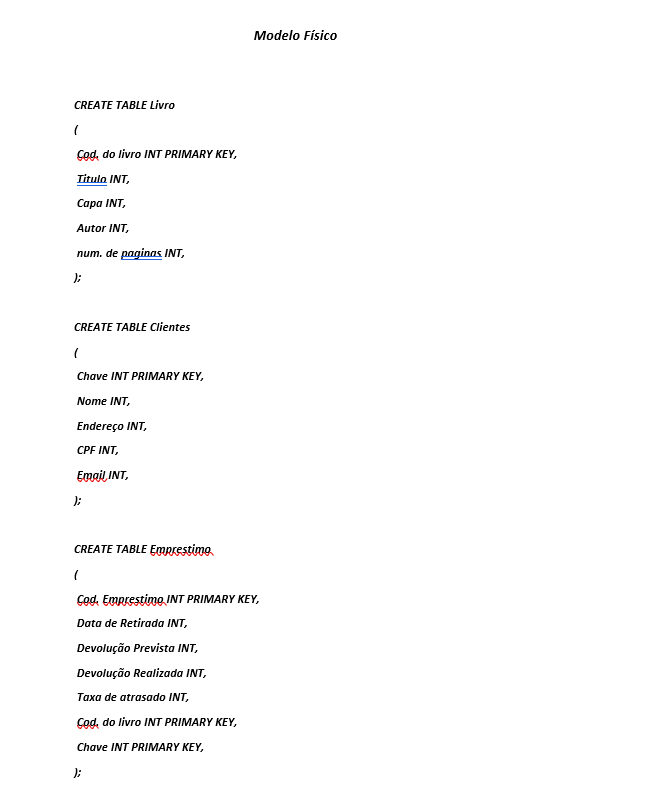 Modelo Físico
CREATE TABLE Livro
(
Cod. do livro INT PRIMARY KEY,
Titulo INT,
Capa INT,
Autor INT,
num. de paginas INT,
);
CREATE TABLE Clientes
(
Chave INT PRIMARY KEY,
Nome INT,
Endereço INT,
CPF INT,
Email INT,
);
CREATE TABLE Emprestimo
(
Cod. Emprestimo INT PRIMARY KEY,
Data de Retirada INT,
Devolução Prevista INT,
Devolução Realizada INT,
Taxa de atrasado INT,
Cod. do livro INT PRIMARY KEY,
Chave INT PRIMARY KEY,
);